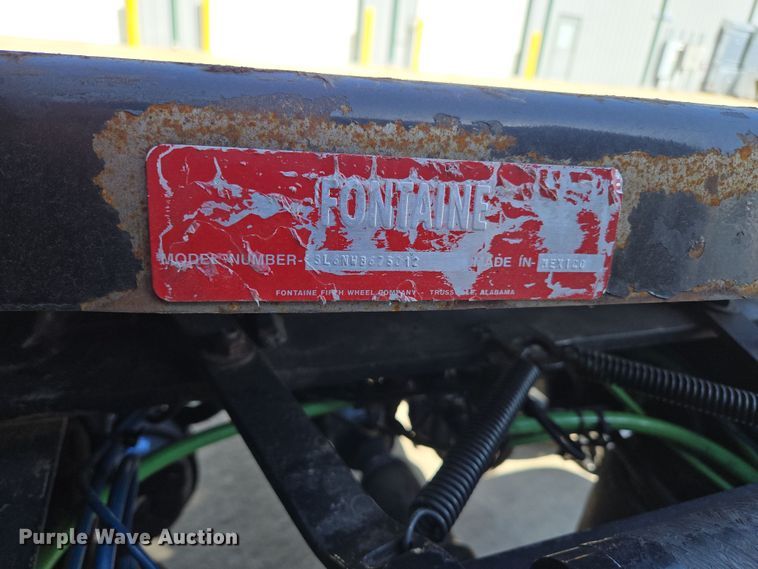 FONTAINE
MODEL NUMBER-
MADE IN- MEXICO
FONTAINE FIFTH WHEEL COMPANY - TRUSSVILLE, ALABAMA
Purple Wave Auction